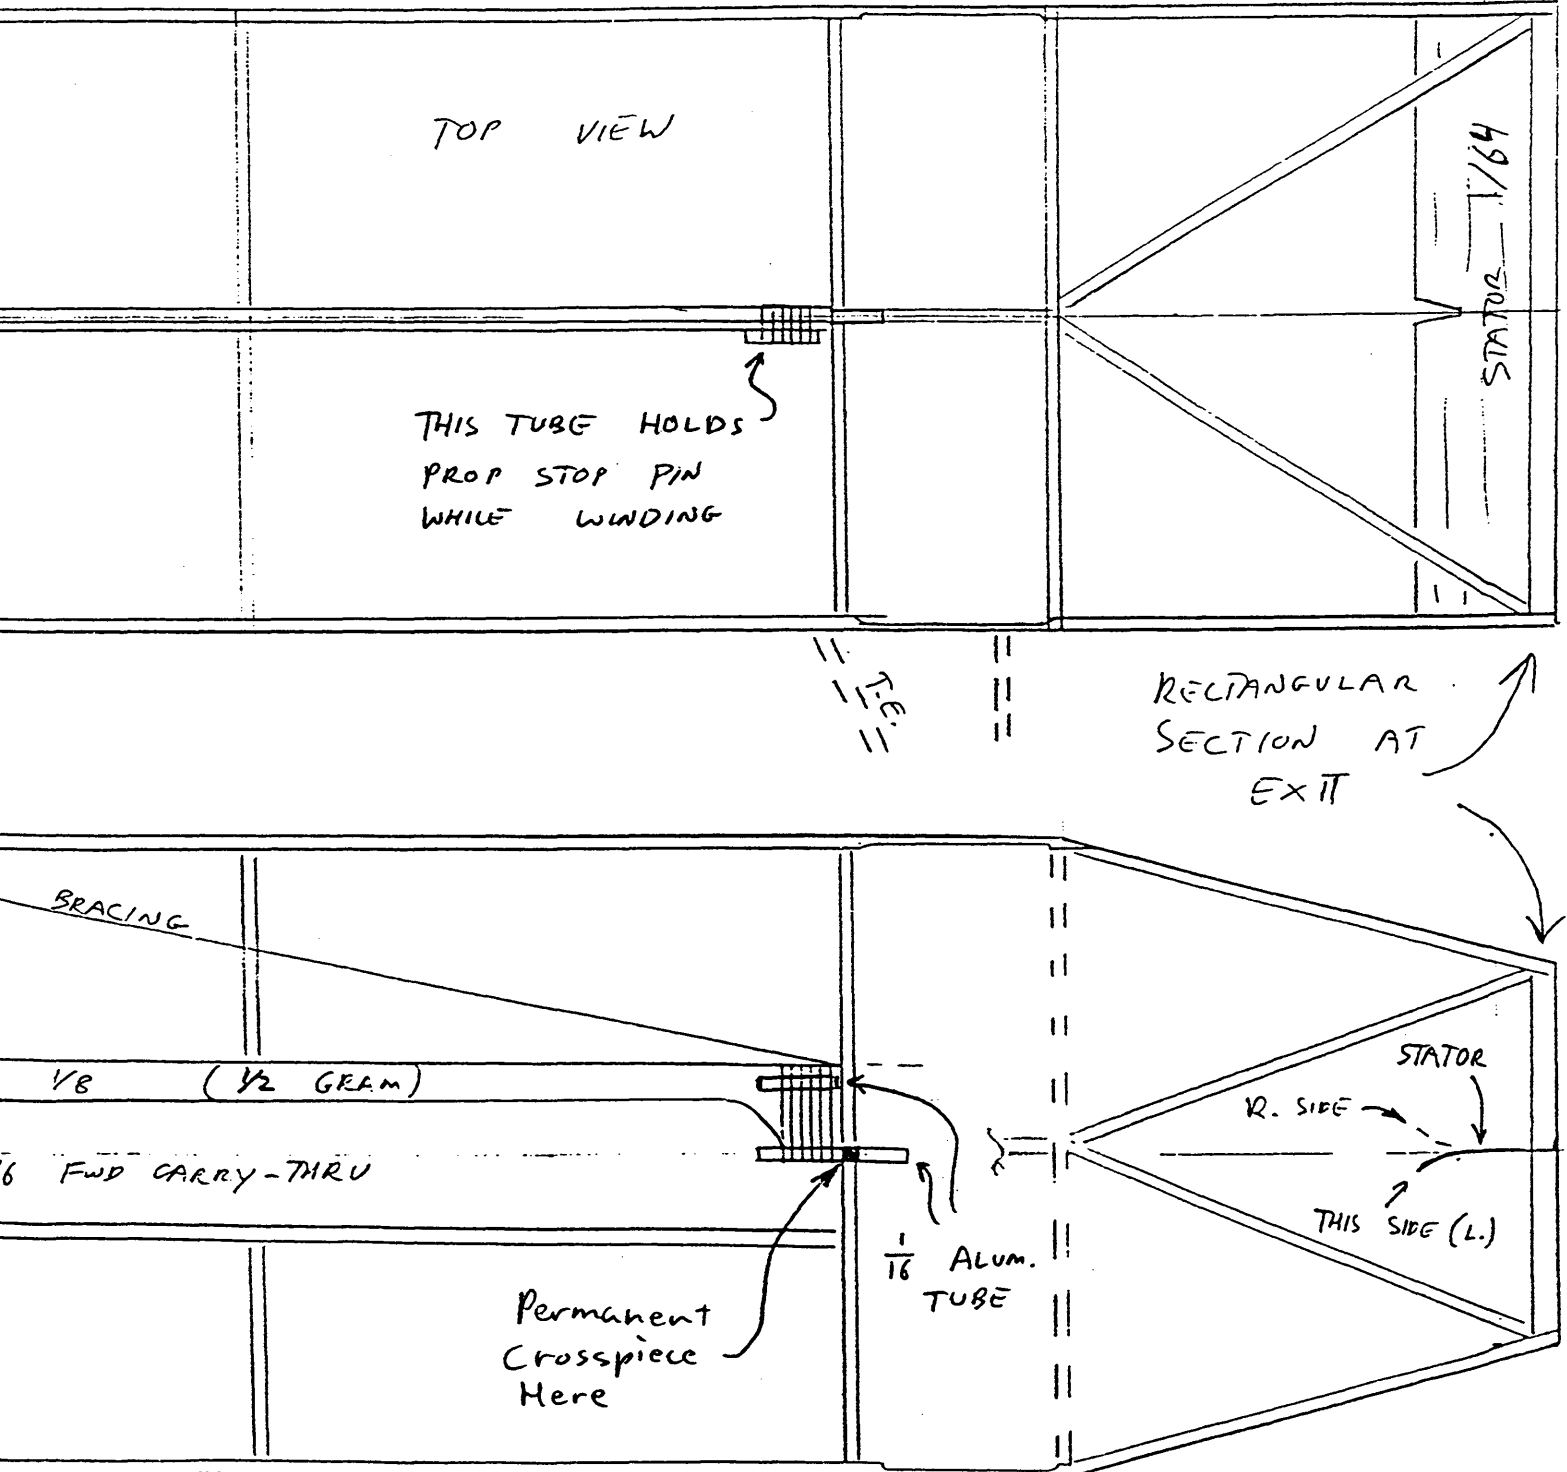 TOP VIEW
STATOR 1/64
THIS TUBE HOLDS
PROP STOP PIN
WHILE WINDING
T.E.
RECTANGULAR
SECTION AT
EXIT
BRACING
1/8 (1/2 GRAM)
6 FWD CARRY-THRU
STATOR
R. SIDE
THIS SIDE (L.)
1/16 ALUM.
TUBE
Permanent
Crosspiece
Here